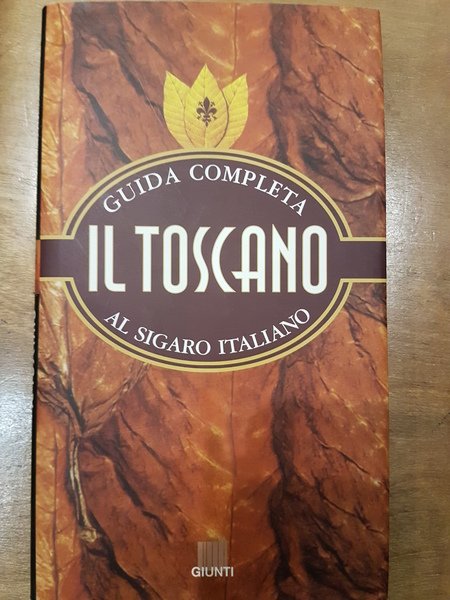 GUIDA COMPLETA
IL TOSCANO
AL SIGARO ITALIANO
GIUNTI